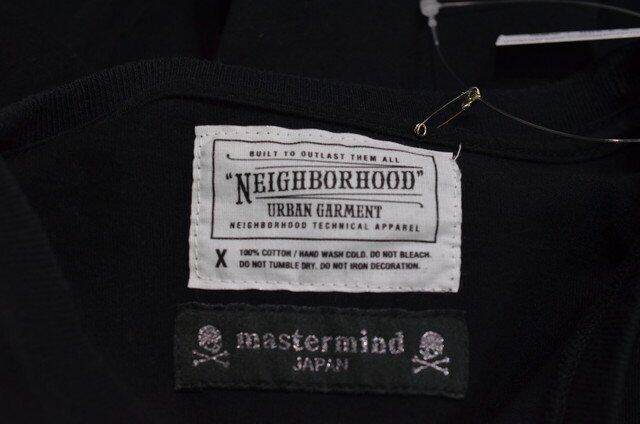 BUILT TO OUTLAST THEM ALL
"NEIGHBORHOOD"
URBAN GARMENT
NEIGHBORHOOD TECHNICAL APPAREL
X 100% COTTON / HAND WASH COLD. DO NOT BLEACH.
DO NOT TUMBLE DRY. DO NOT IRON DECORATION.
mastermind
JAPAN